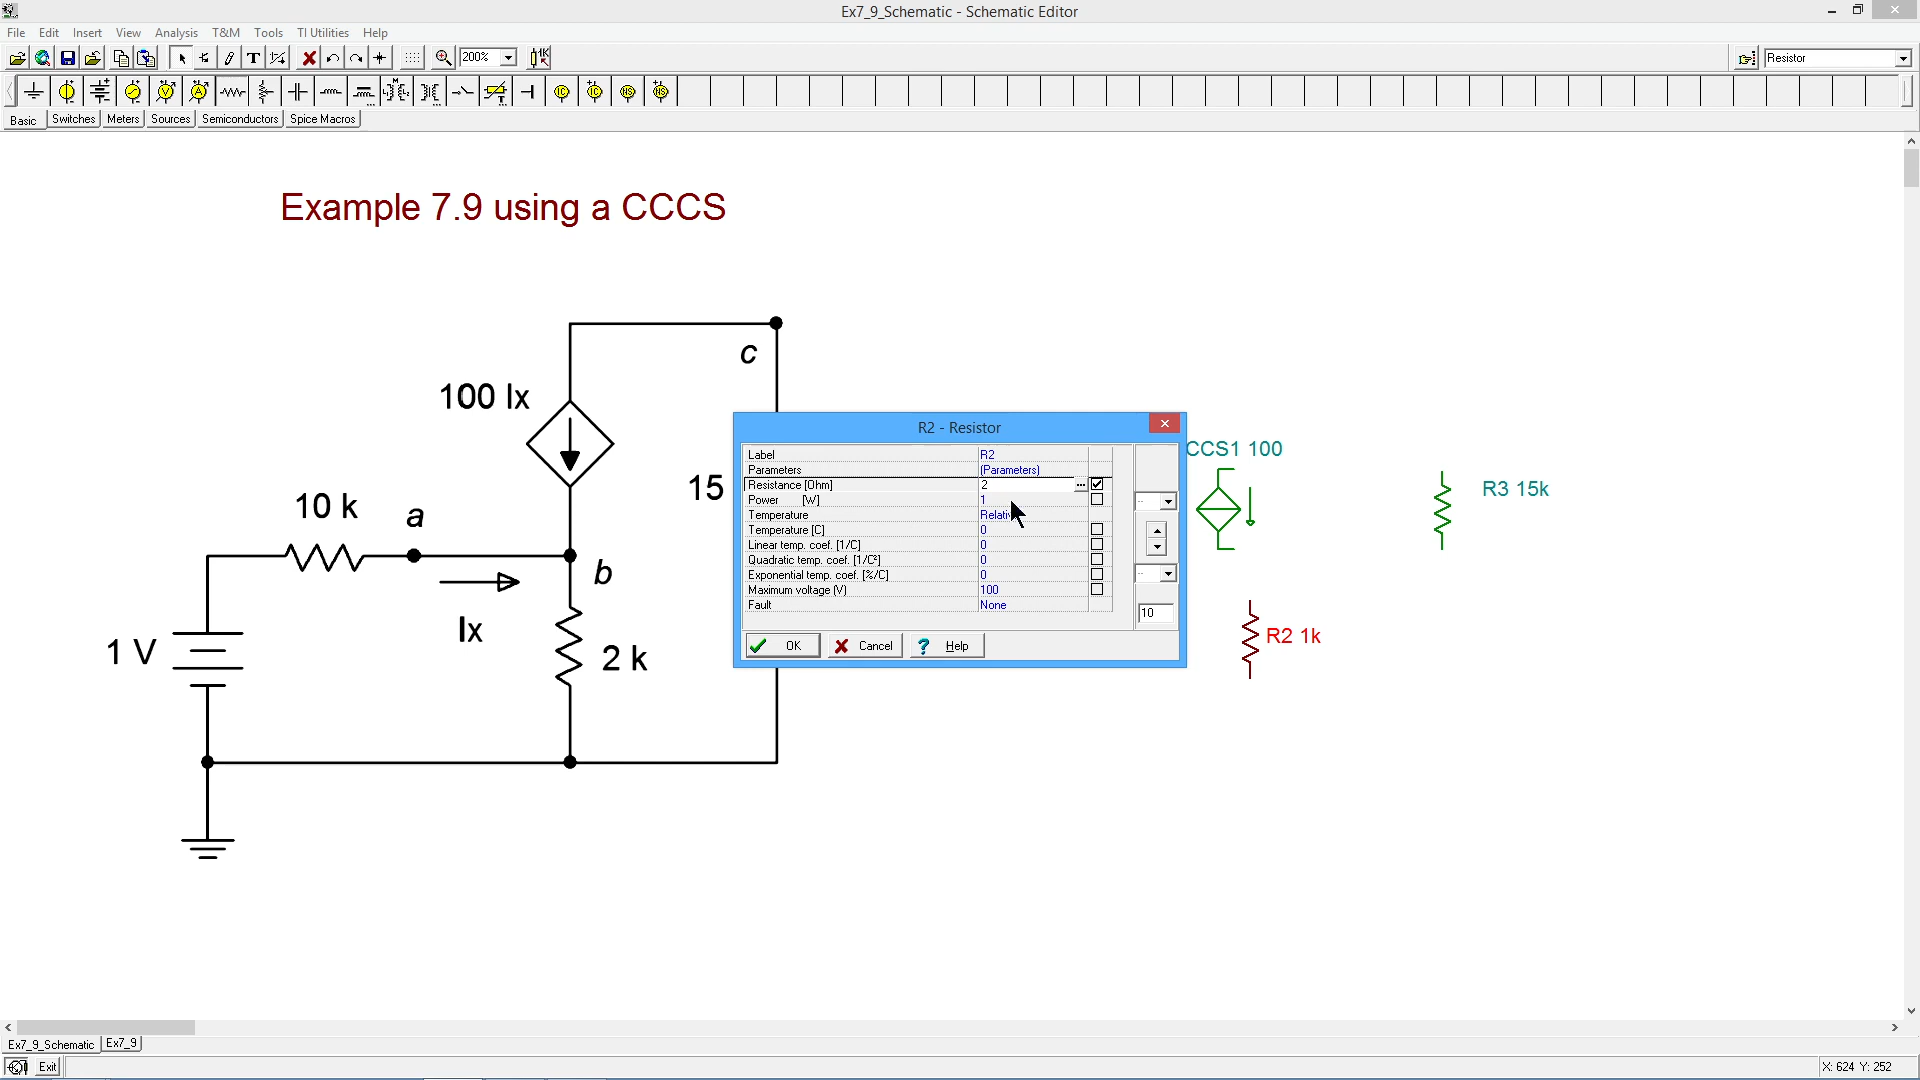 Ex7_9_Schematic - Schematic Editor
File Edit Insert View Analysis T&M Tools TI Utilities Help
200% 1K Resistor
Basic Switches Meters Sources Semiconductors Spice Macros
Example 7.9 using a CCCS
c
100 Ix
R2 - Resistor
CCS1 100
Label R2
Parameters (Parameters)
15
Resistance [Ohm] 2 ...
R3 15k
Power [W] 1
10 k
a
Temperature Relativ
Temperature [C] 0
Linear temp. coef. [1/C] 0
Quadratic temp. coef. [1/C²] 0
b
Exponential temp. coef. [%/C] 0
Maximum voltage (V) 100
Fault None
10
Ix
R2 1k
1 V
2 k
OK Cancel Help
Ex7_9_Schematic Ex7_9
Exit X: 624 Y: 252